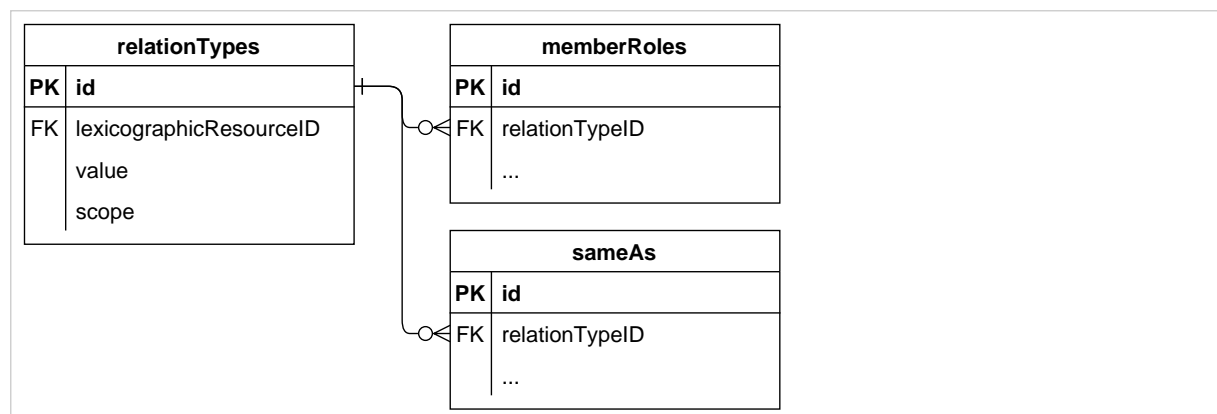 relationTypes
PK id
FK lexicographicResourceID
value
scope
memberRoles
PK id
FK relationTypeID
...
sameAs
PK id
FK relationTypeID
...